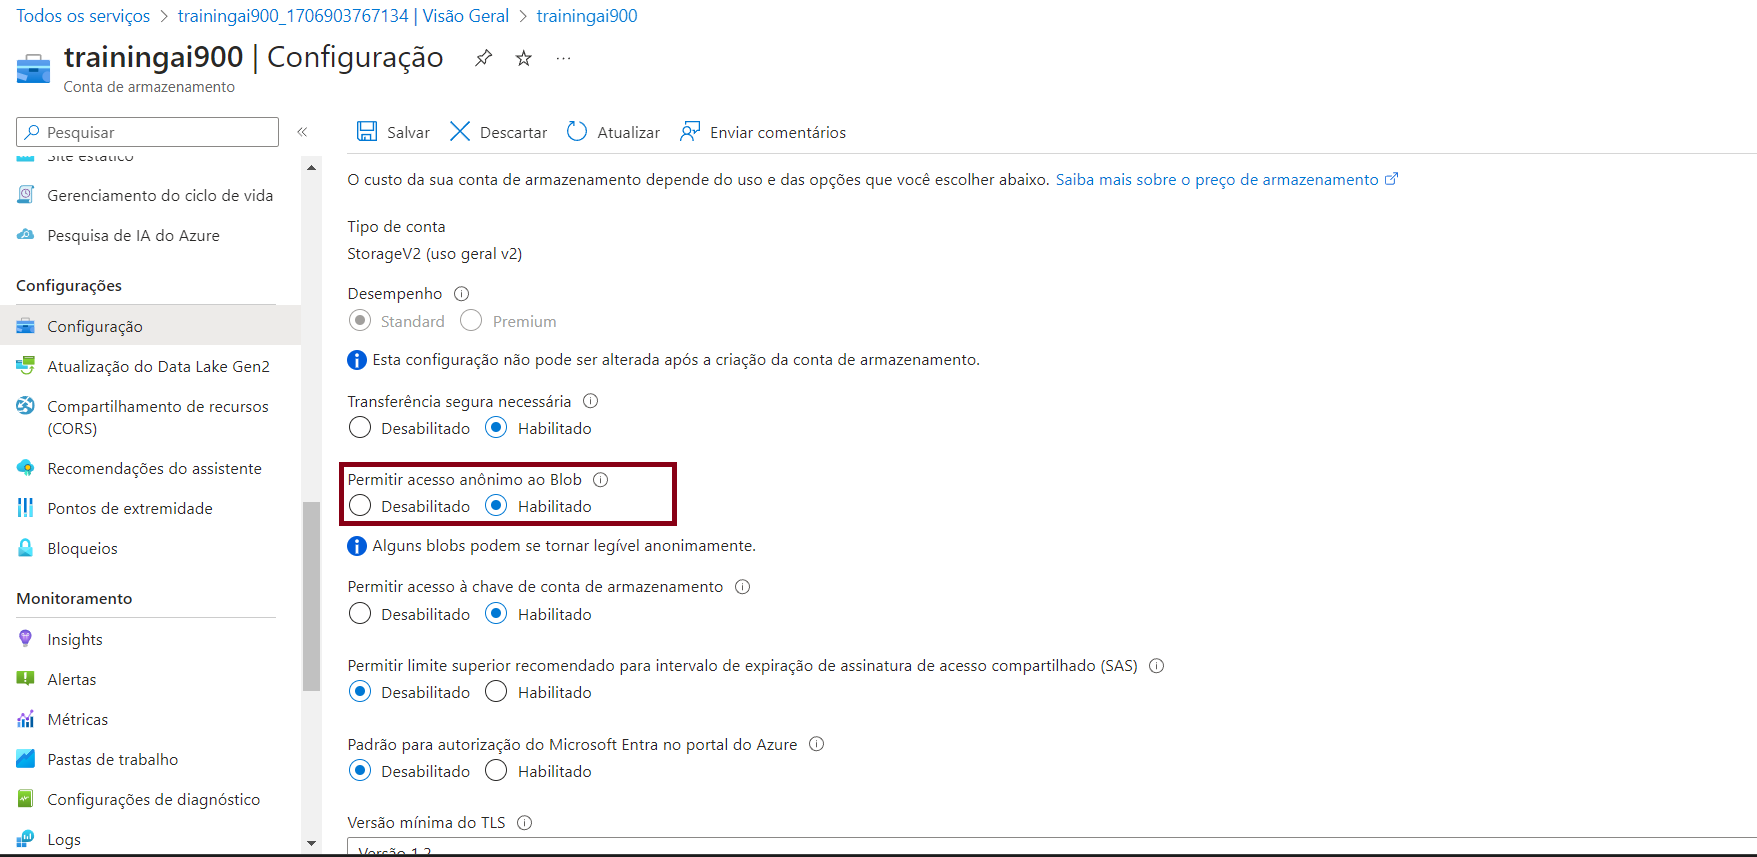 Todos os serviços > trainingai900_1706903767134 | Visão Geral > trainingai900
trainingai900 | Configuração ...
Conta de armazenamento
Pesquisar «
Site estático
Gerenciamento do ciclo de vida
Pesquisa de IA do Azure
Configurações
Configuração
Atualização do Data Lake Gen2
Compartilhamento de recursos
(CORS)
Recomendações do assistente
Pontos de extremidade
Bloqueios
Monitoramento
Insights
Alertas
Métricas
Pastas de trabalho
Configurações de diagnóstico
Logs
Salvar Descartar Atualizar Enviar comentários
O custo da sua conta de armazenamento depende do uso e das opções que você escolher abaixo. Saiba mais sobre o preço de armazenamento
Tipo de conta
StorageV2 (uso geral v2)
Desempenho
Standard Premium
Esta configuração não pode ser alterada após a criação da conta de armazenamento.
Transferência segura necessária
Desabilitado Habilitado
Permitir acesso anônimo ao Blob
Desabilitado Habilitado
Alguns blobs podem se tornar legível anonimamente.
Permitir acesso à chave de conta de armazenamento
Desabilitado Habilitado
Permitir limite superior recomendado para intervalo de expiração de assinatura de acesso compartilhado (SAS)
Desabilitado Habilitado
Padrão para autorização do Microsoft Entra no portal do Azure
Desabilitado Habilitado
Versão mínima do TLS
Versão 1.2